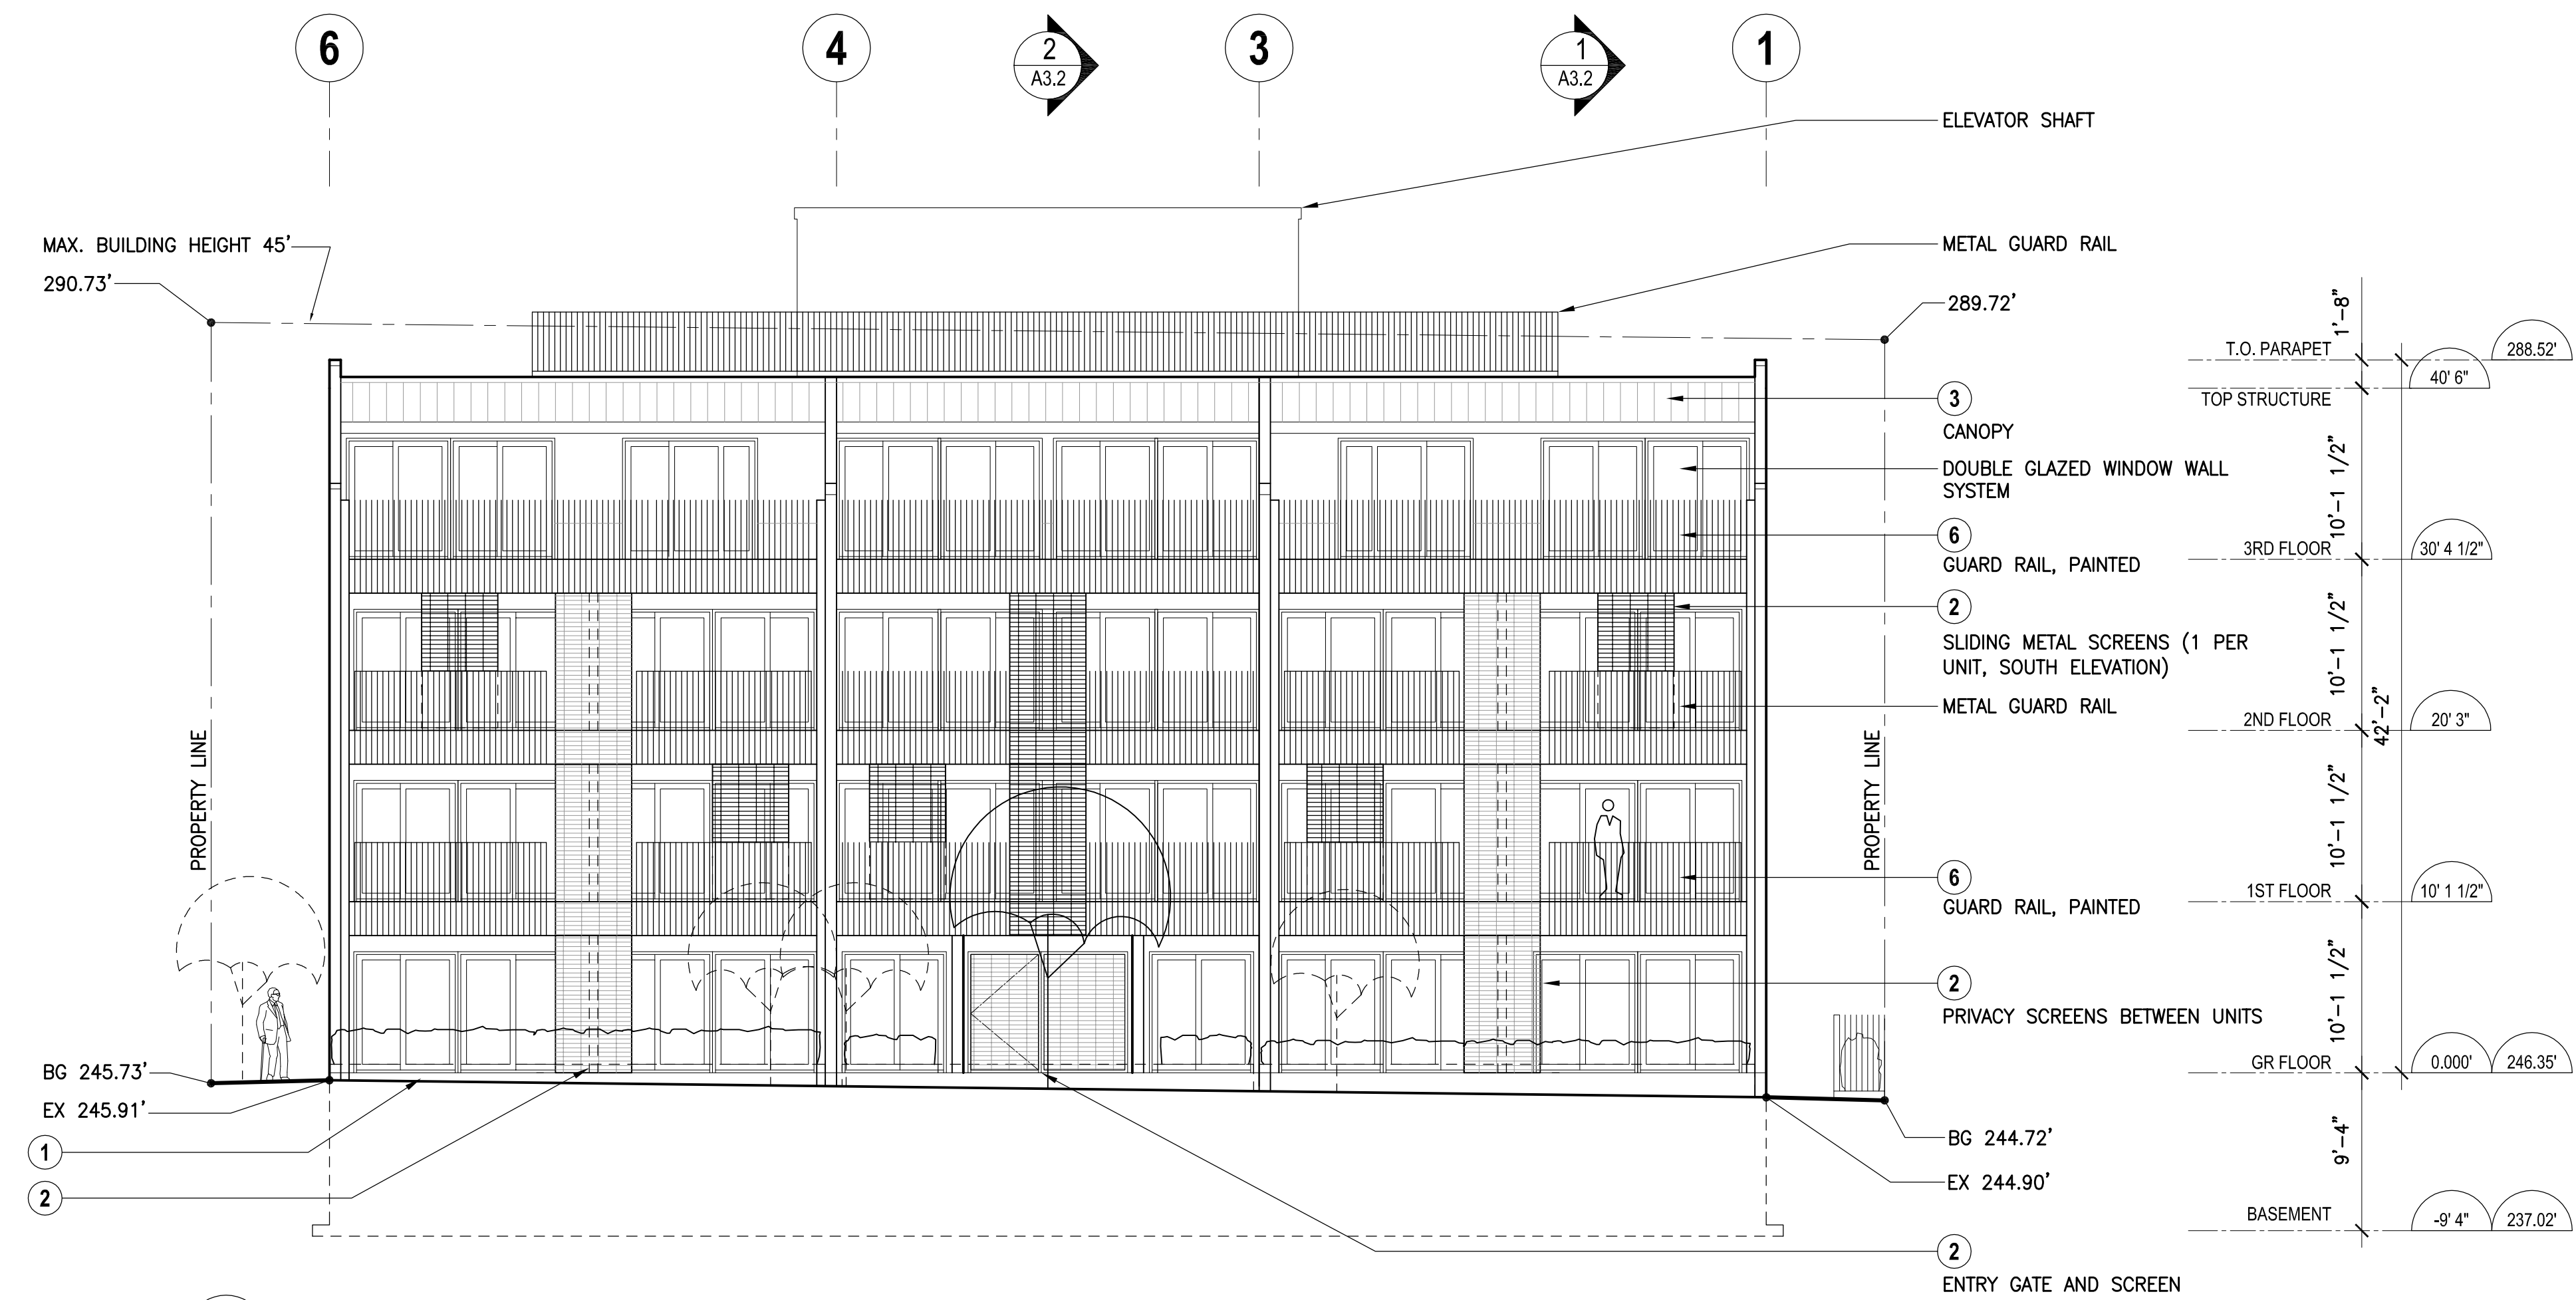 6
4
2
A3.2
3
1
A3.2
1
ELEVATOR SHAFT
MAX. BUILDING HEIGHT 45'
290.73'
METAL GUARD RAIL
289.72'
1'-8"
T.O. PARAPET
288.52'
40' 6"
TOP STRUCTURE
3
CANOPY
DOUBLE GLAZED WINDOW WALL
SYSTEM
10'-1 1/2"
6
GUARD RAIL, PAINTED
3RD FLOOR
30' 4 1/2"
2
SLIDING METAL SCREENS (1 PER
UNIT, SOUTH ELEVATION)
10'-1 1/2"
METAL GUARD RAIL
2ND FLOOR
20' 3"
42'-2"
PROPERTY LINE
PROPERTY LINE
10'-1 1/2"
6
GUARD RAIL, PAINTED
1ST FLOOR
10' 1 1/2"
2
PRIVACY SCREENS BETWEEN UNITS
10'-1 1/2"
GR FLOOR
0.000'
246.35'
BG 245.73'
EX 245.91'
1
2
BG 244.72'
EX 244.90'
9'-4"
BASEMENT
-9' 4"
237.02'
2
ENTRY GATE AND SCREEN